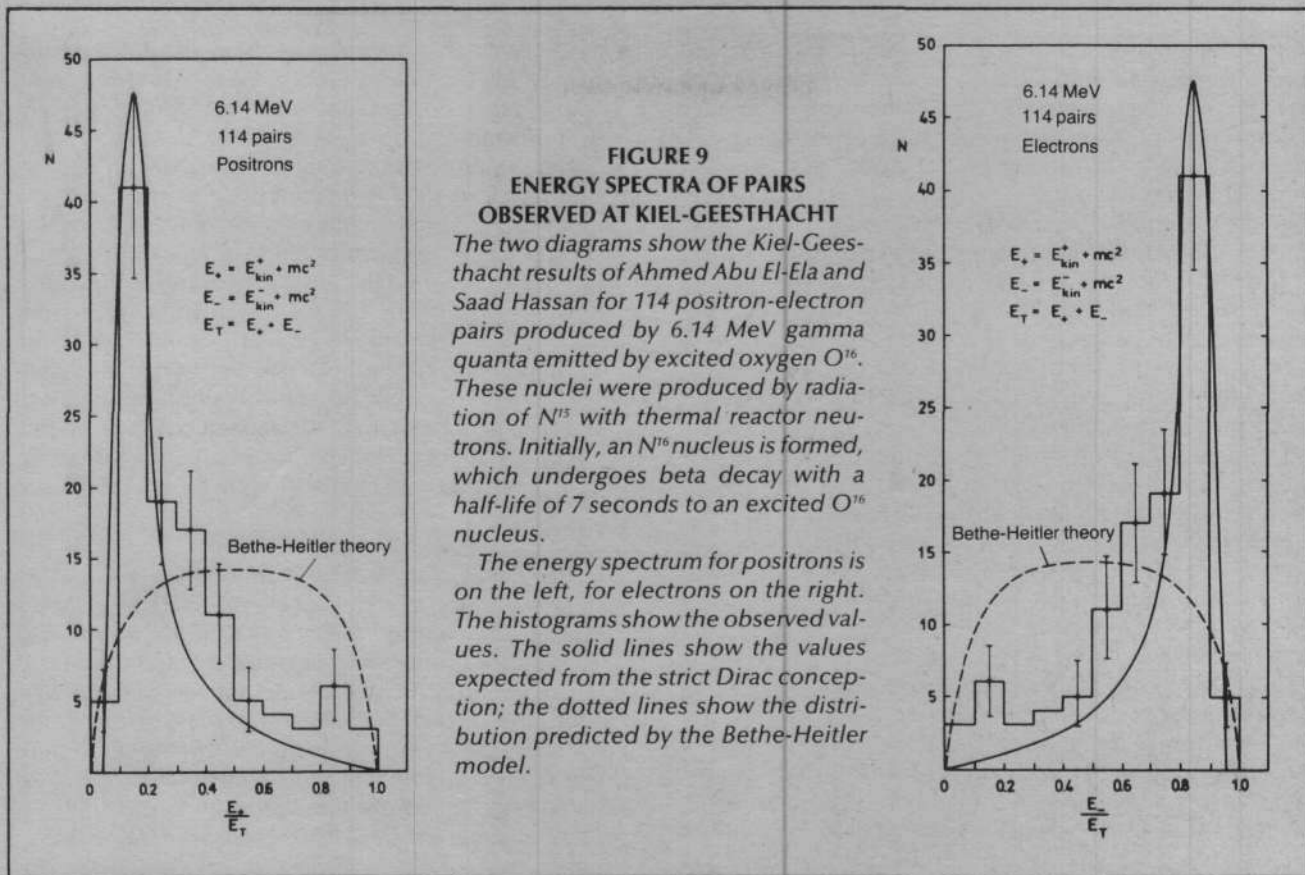 50
45
N
40
35
30
25
20
15
10
5
0
0.2
0.4
0.6
0.8
1.0
E₊
E_T
6.14 MeV
114 pairs
Positrons
E₊ = E⁺kin + mc²
E₋ = E⁻kin + mc²
E_T = E₊ + E₋
Bethe-Heitler theory
FIGURE 9
ENERGY SPECTRA OF PAIRS
OBSERVED AT KIEL-GEESTHACHT
The two diagrams show the Kiel-Gees-
thacht results of Ahmed Abu El-Ela and
Saad Hassan for 114 positron-electron
pairs produced by 6.14 MeV gamma
quanta emitted by excited oxygen O¹⁶.
These nuclei were produced by radia-
tion of N¹⁵ with thermal reactor neu-
trons. Initially, an N¹⁶ nucleus is formed,
which undergoes beta decay with a
half-life of 7 seconds to an excited O¹⁶
nucleus.
The energy spectrum for positrons is
on the left, for electrons on the right.
The histograms show the observed val-
ues. The solid lines show the values
expected from the strict Dirac concep-
tion; the dotted lines show the distri-
bution predicted by the Bethe-Heitler
model.
50
45
N
40
35
30
25
20
15
10
5
0
0.2
0.4
0.6
0.8
1.0
E₋
E_T
6.14 MeV
114 pairs
Electrons
E₊ = E⁺kin + mc²
E₋ = E⁻kin + mc²
E_T = E₊ + E₋
Bethe-Heitler theory